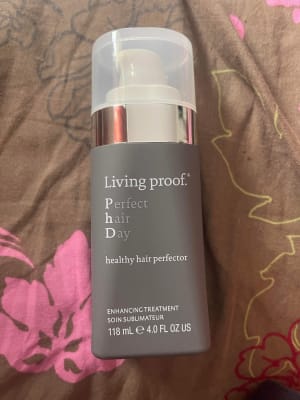 Living proof.®
Perfect
hair
Day
healthy hair perfector
ENHANCING TREATMENT
SOIN SUBLIMATEUR
118 mL ℮ 4.0 FL OZ US